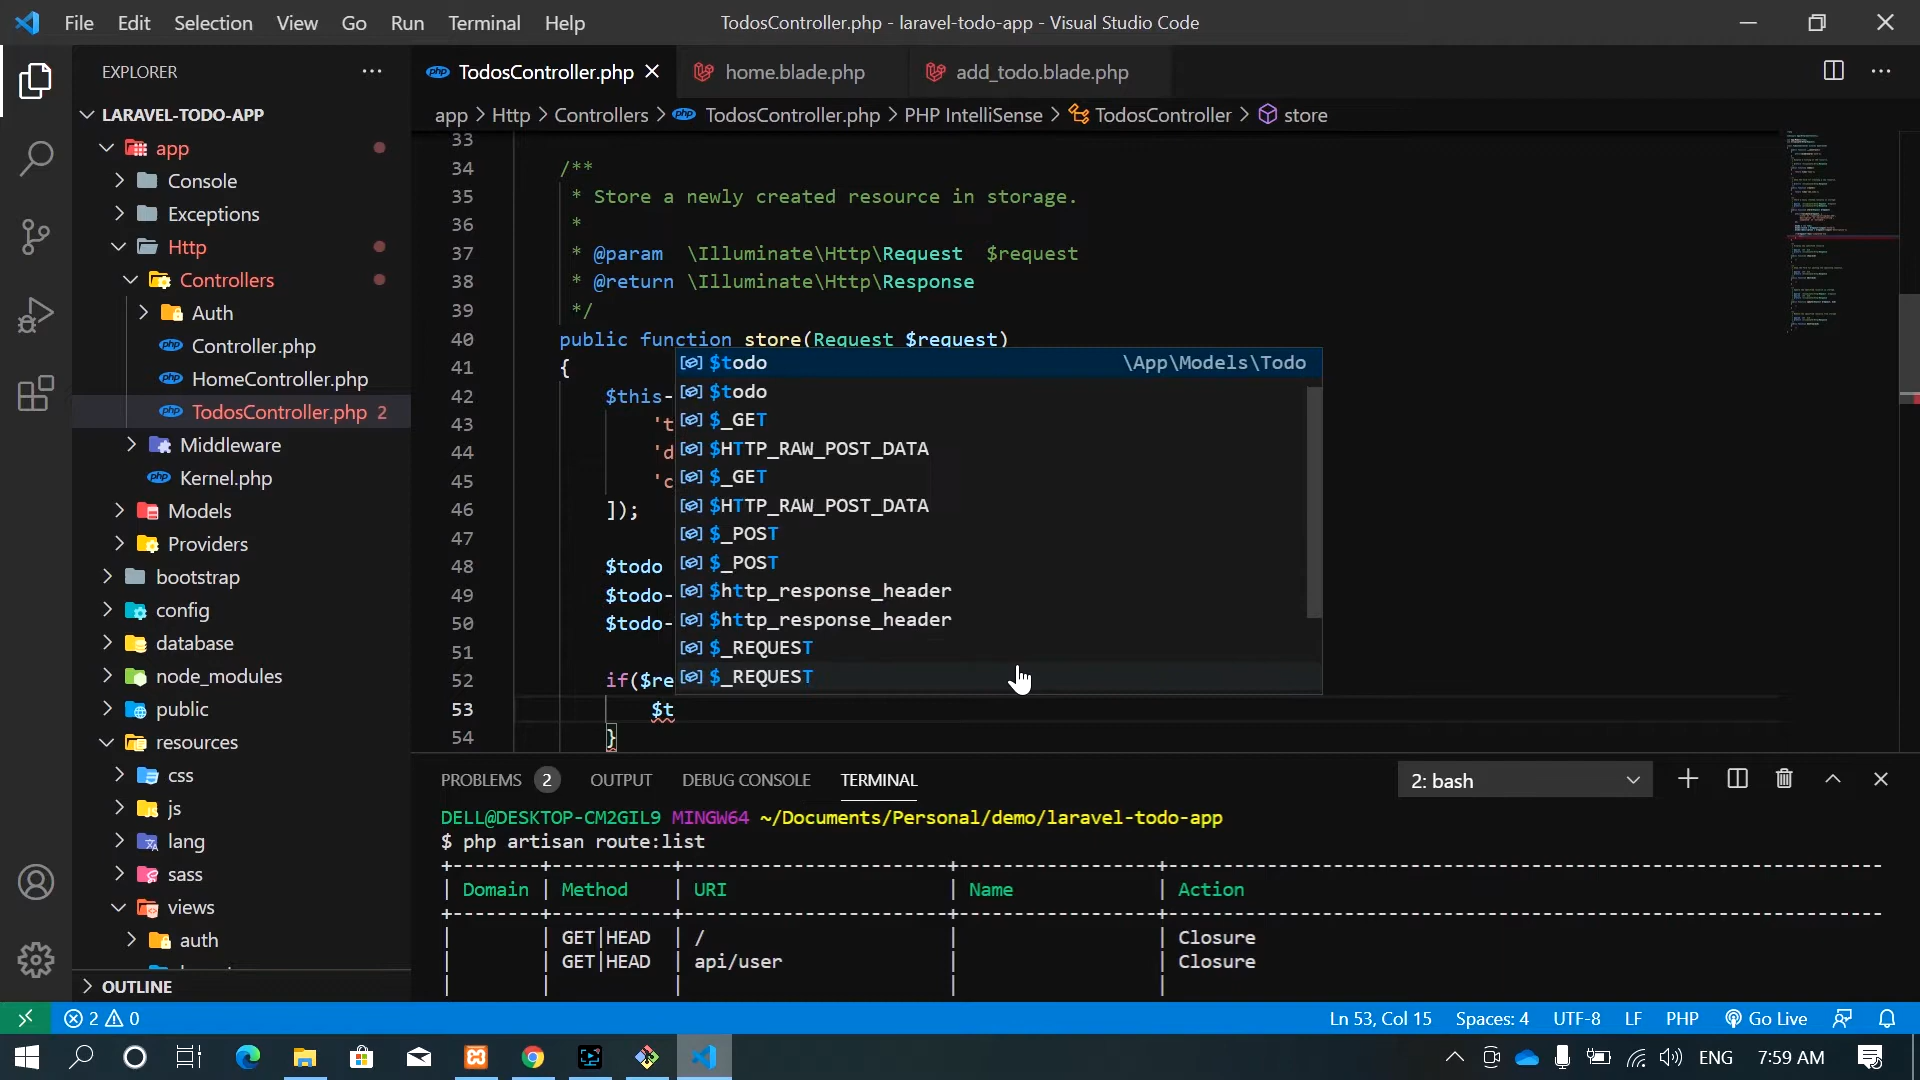 File Edit Selection View Go Run Terminal Help
TodosController.php - laravel-todo-app - Visual Studio Code
EXPLORER
LARAVEL-TODO-APP
app
Console
Exceptions
Http
Controllers
Auth
Controller.php
HomeController.php
TodosController.php 2
Middleware
Kernel.php
Models
Providers
bootstrap
config
database
node_modules
public
resources
css
js
lang
sass
views
auth
OUTLINE
TodosController.php
home.blade.php
add_todo.blade.php
app > Http > Controllers > TodosController.php > PHP IntelliSense > TodosController > store
33
34 /**
35 * Store a newly created resource in storage.
36 *
37 * @param \Illuminate\Http\Request $request
38 * @return \Illuminate\Http\Response
39 */
40 public function store(Request $request)
41 {
42 $this-
43 't
44 'd
45 'c
46 ]);
47
48 $todo
49 $todo-
50 $todo-
51
52 if($re
53 $t
54 }
$todo \App\Models\Todo
$todo
$_GET
$HTTP_RAW_POST_DATA
$_GET
$HTTP_RAW_POST_DATA
$_POST
$_POST
$http_response_header
$http_response_header
$_REQUEST
$_REQUEST
PROBLEMS 2 OUTPUT DEBUG CONSOLE TERMINAL
2: bash
DELL@DESKTOP-CM2GIL9 MINGW64 ~/Documents/Personal/demo/laravel-todo-app
$ php artisan route:list
| Domain | Method | URI | Name | Action
| | GET|HEAD | / | | Closure
| | GET|HEAD | api/user | | Closure
2 0
Ln 53, Col 15 Spaces: 4 UTF-8 LF PHP Go Live
ENG 7:59 AM